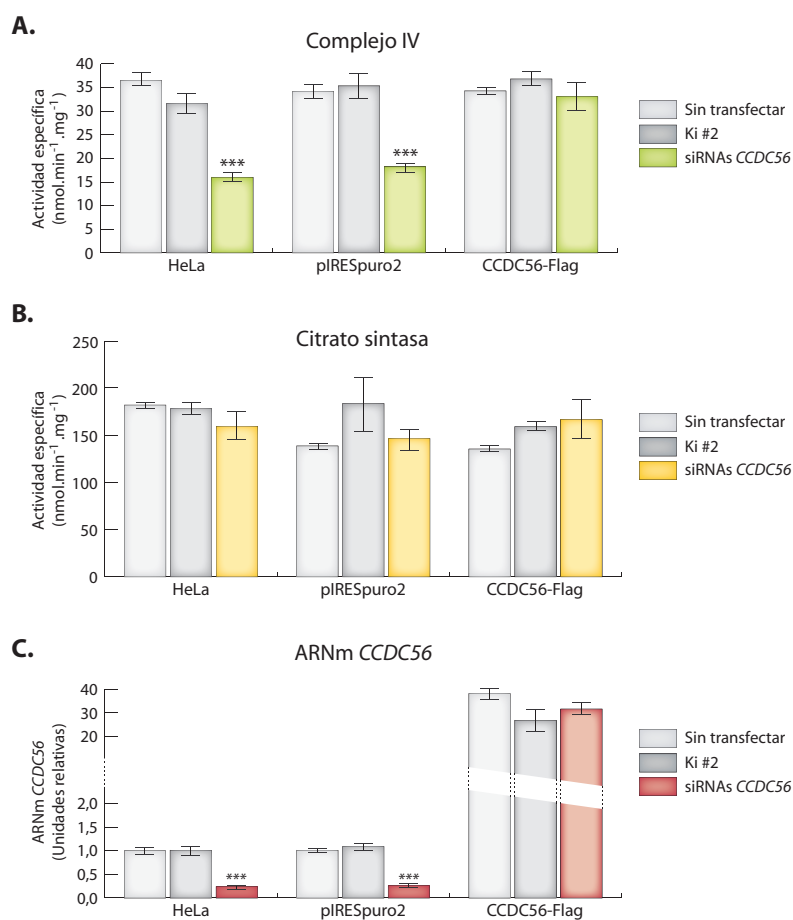 A.
Complejo IV
Actividad específica
(nmol.min⁻¹.mg⁻¹)
40
35
30
25
20
15
10
5
0
***
***
HeLa
pIRESpuro2
CCDC56-Flag
Sin transfectar
Ki #2
siRNAs CCDC56
B.
Citrato sintasa
Actividad específica
(nmol.min⁻¹.mg⁻¹)
250
200
150
100
50
0
HeLa
pIRESpuro2
CCDC56-Flag
Sin transfectar
Ki #2
siRNAs CCDC56
C.
ARNm CCDC56
ARNm CCDC56
(Unidades relativas)
40
30
20
2,0
1,5
1,0
0,5
0,0
***
***
HeLa
pIRESpuro2
CCDC56-Flag
Sin transfectar
Ki #2
siRNAs CCDC56